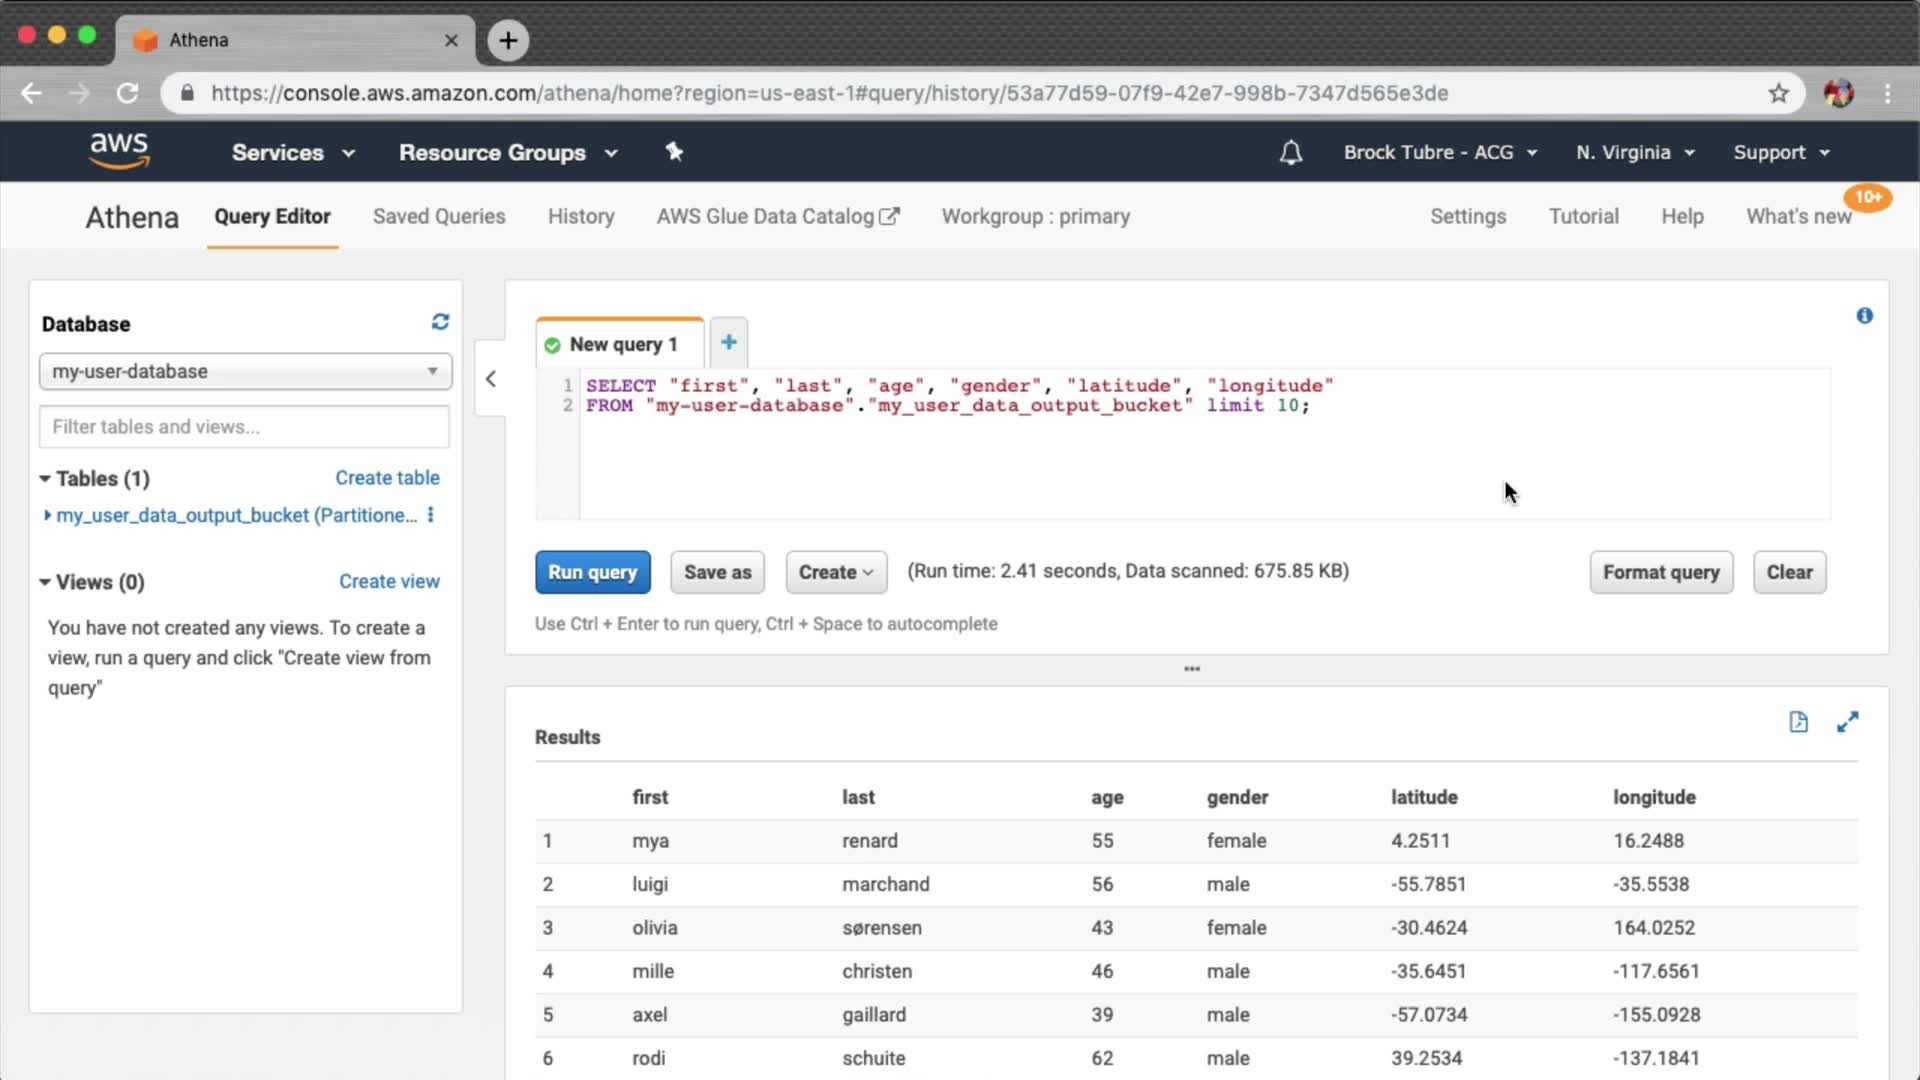 Athena
https://console.aws.amazon.com/athena/home?region=us-east-1#query/history/53a77d59-07f9-42e7-998b-7347d565e3de
aws Services Resource Groups Brock Tubre - ACG N. Virginia Support
Athena Query Editor Saved Queries History AWS Glue Data Catalog Workgroup : primary Settings Tutorial Help What's new 10+
Database
my-user-database
Filter tables and views...
Tables (1) Create table
my_user_data_output_bucket (Partitione...
Views (0) Create view
You have not created any views. To create a
view, run a query and click "Create view from
query"
New query 1
1 SELECT "first", "last", "age", "gender", "latitude", "longitude"
2 FROM "my-user-database"."my_user_data_output_bucket" limit 10;
Run query Save as Create (Run time: 2.41 seconds, Data scanned: 675.85 KB) Format query Clear
Use Ctrl + Enter to run query, Ctrl + Space to autocomplete
Results
first last age gender latitude longitude
1 mya renard 55 female 4.2511 16.2488
2 luigi marchand 56 male -55.7851 -35.5538
3 olivia sørensen 43 female -30.4624 164.0252
4 mille christen 46 male -35.6451 -117.6561
5 axel gaillard 39 male -57.0734 -155.0928
6 rodi schuite 62 male 39.2534 -137.1841